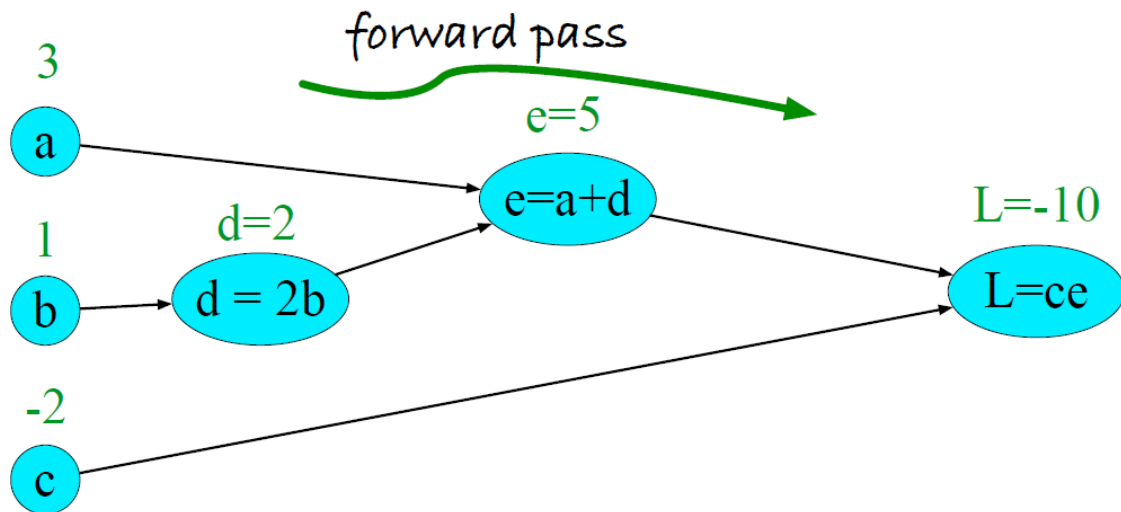 forward pass
3
a
e=5
e=a+d
1
b
d=2
d = 2b
L=-10
L=ce
-2
c